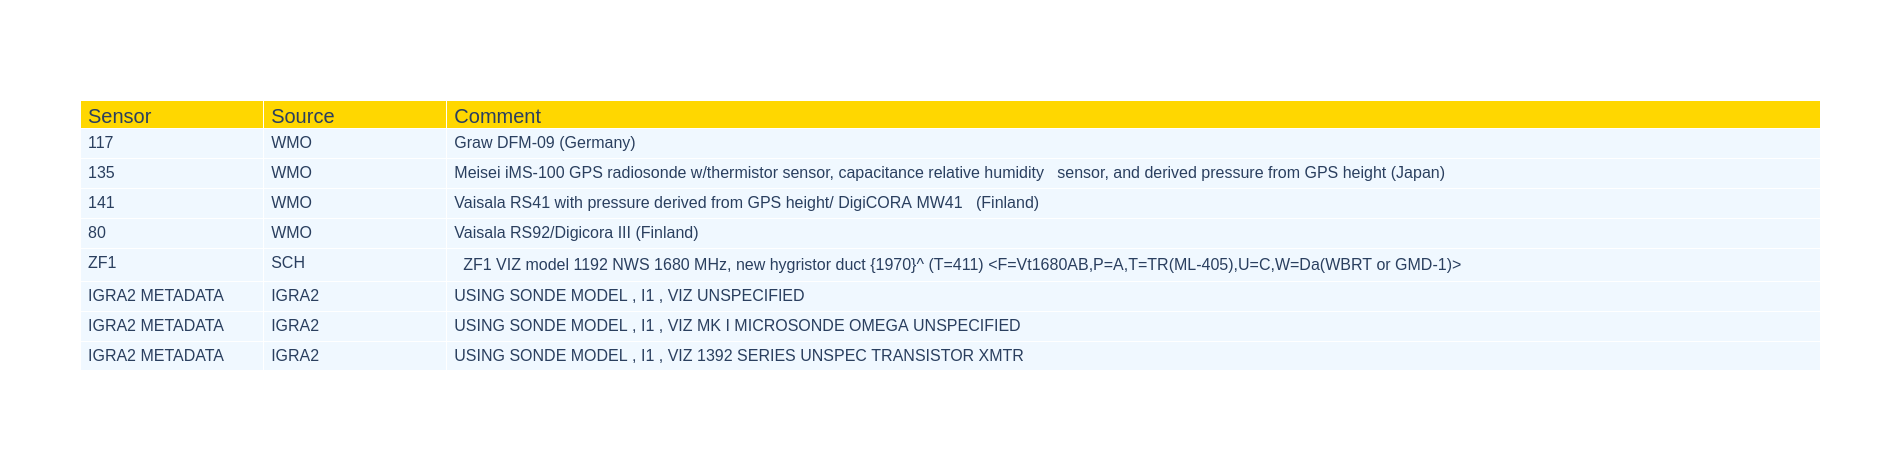 Sensor Source Comment
117 WMO Graw DFM-09 (Germany)
135 WMO Meisei iMS-100 GPS radiosonde w/thermistor sensor, capacitance relative humidity   sensor, and derived pressure from GPS height (Japan)
141 WMO Vaisala RS41 with pressure derived from GPS height/ DigiCORA MW41   (Finland)
80 WMO Vaisala RS92/Digicora III (Finland)
ZF1 SCH ZF1 VIZ model 1192 NWS 1680 MHz, new hygristor duct {1970}^ (T=411) <F=Vt1680AB,P=A,T=TR(ML-405),U=C,W=Da(WBRT or GMD-1)>
IGRA2 METADATA IGRA2 USING SONDE MODEL , I1 , VIZ UNSPECIFIED
IGRA2 METADATA IGRA2 USING SONDE MODEL , I1 , VIZ MK I MICROSONDE OMEGA UNSPECIFIED
IGRA2 METADATA IGRA2 USING SONDE MODEL , I1 , VIZ 1392 SERIES UNSPEC TRANSISTOR XMTR